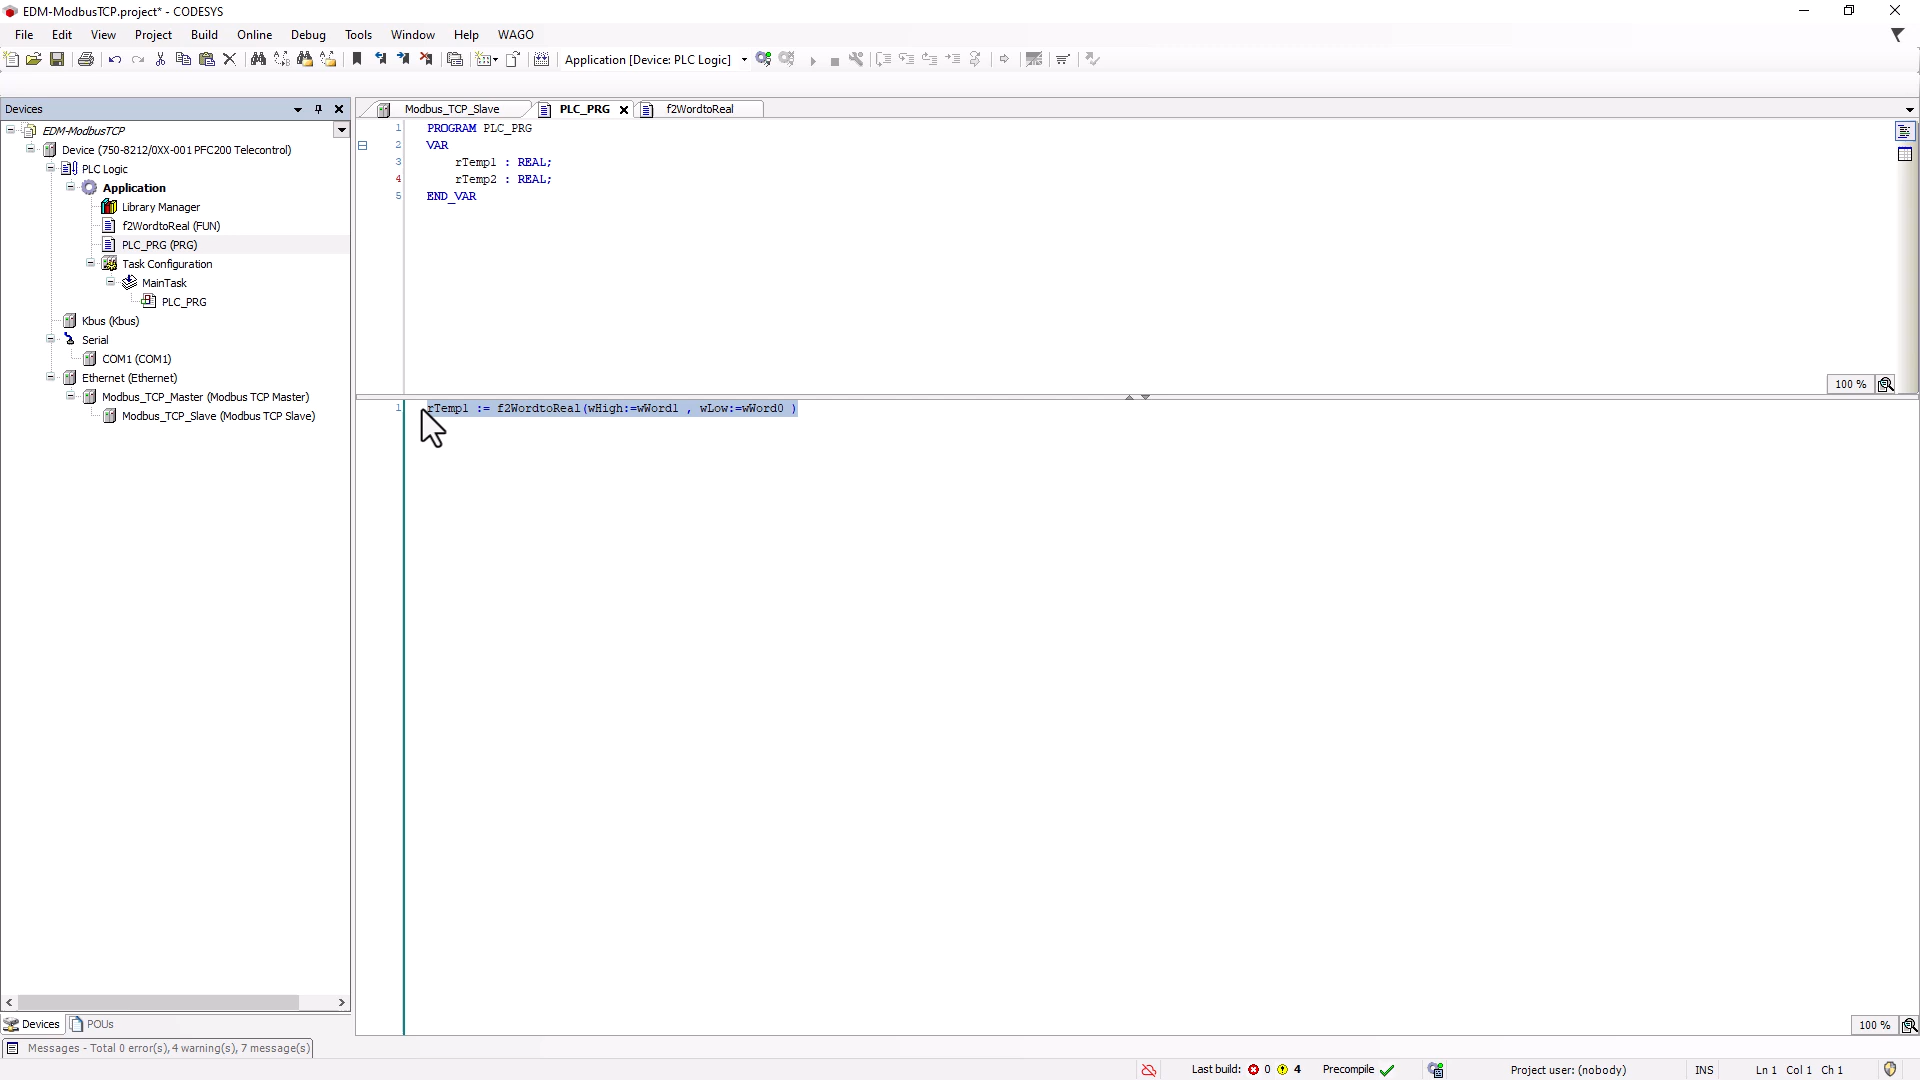 EDM-ModbusTCP.project* - CODESYS
File Edit View Project Build Online Debug Tools Window Help WAGO
Application [Device: PLC Logic]
Devices
EDM-ModbusTCP
Device (750-8212/0XX-001 PFC200 Telecontrol)
PLC Logic
Application
Library Manager
f2WordtoReal (FUN)
PLC_PRG (PRG)
Task Configuration
MainTask
PLC_PRG
Kbus (Kbus)
Serial
COM1 (COM1)
Ethernet (Ethernet)
Modbus_TCP_Master (Modbus TCP Master)
Modbus_TCP_Slave (Modbus TCP Slave)
Devices POUs
Modbus_TCP_Slave PLC_PRG f2WordtoReal
1 PROGRAM PLC_PRG
2 VAR
3 rTemp1 : REAL;
4 rTemp2 : REAL;
5 END_VAR
100 %
1 rTemp1 := f2WordtoReal(wHigh:=wWord1 , wLow:=wWord0 )
100 %
Messages - Total 0 error(s), 4 warning(s), 7 message(s)
Last build: 0 4 Precompile Project user: (nobody) INS Ln 1 Col 1 Ch 1